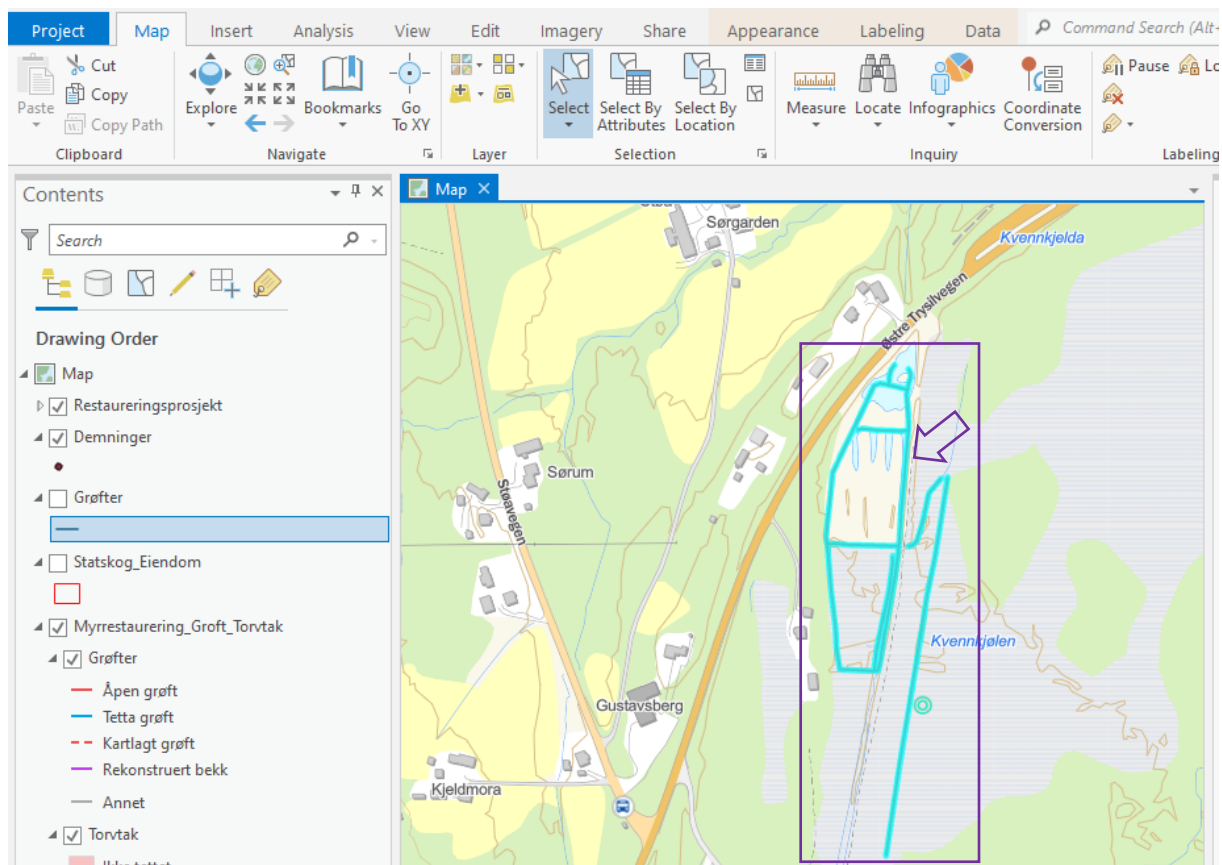 Project Map Insert Analysis View Edit Imagery Share Appearance Labeling Data Command Search (Alt+
Cut
Copy
Copy Path
Paste
Clipboard
Explore
Bookmarks
Go
To XY
Navigate
Layer
Select
Select By
Attributes
Select By
Location
Selection
Measure
Locate
Infographics
Coordinate
Conversion
Inquiry
Pause
Lo
Labeling
Contents
Search
Drawing Order
Map
Restaureringsprosjekt
Demninger
Grøfter
Statskog_Eiendom
Myrrestaurering_Groft_Torvtak
Grøfter
Åpen grøft
Tetta grøft
Kartlagt grøft
Rekonstruert bekk
Annet
Torvtak
Map
Sørgarden
Kvennkjelda
Østre Trysilvegen
Sørum
Støavegen
Kvennkjølen
Gustavsberg
Kjeldmora